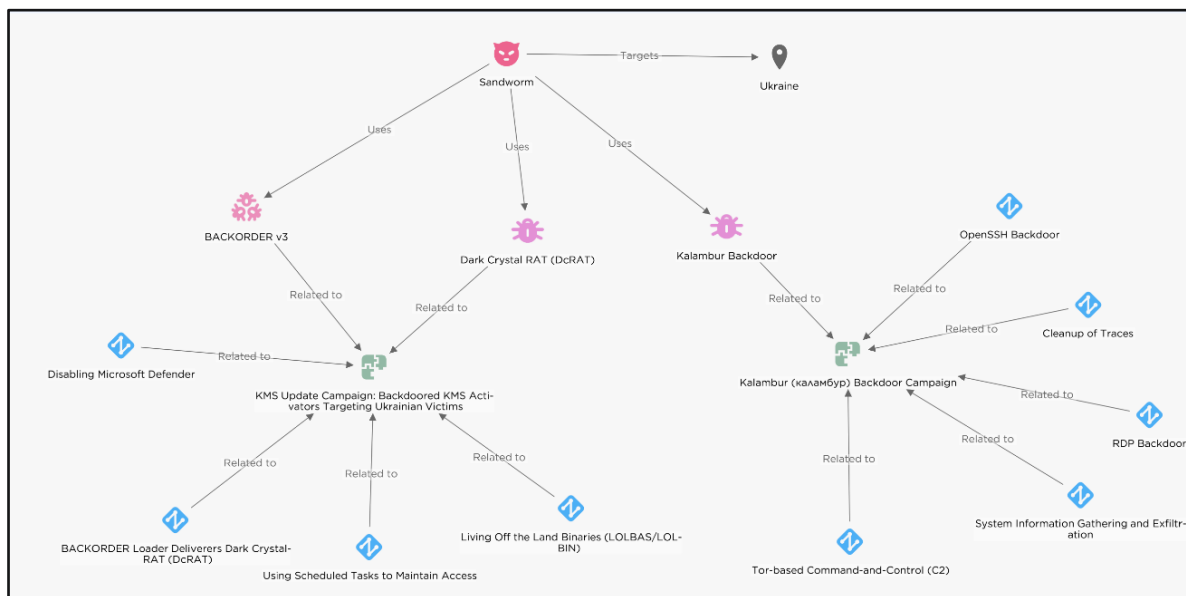 Targets
Sandworm
Ukraine
Uses
Uses
Uses
BACKORDER v3
Dark Crystal RAT (DcRAT)
Kalambur Backdoor
OpenSSH Backdoor
Related to
Related to
Related to
Related to
Related to
Cleanup of Traces
Related to
Disabling Microsoft Defender
KMS Update Campaign: Backdoored KMS Acti-
vators Targeting Ukrainian Victims
Kalambur (каламбур) Backdoor Campaign
Related to
RDP Backdoor
Related to
Related to
Related to
Related to
Related to
BACKORDER Loader Deliverers Dark Crystal-
RAT (DcRAT)
Using Scheduled Tasks to Maintain Access
Living Off the Land Binaries (LOLBAS/LOL-
BIN)
Tor-based Command-and-Control (C2)
System Information Gathering and Exfiltr-
ation